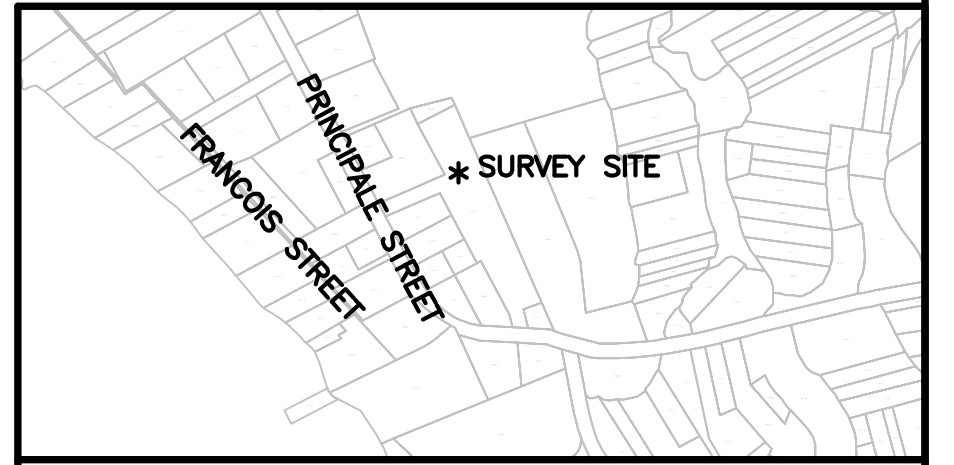 PRINCIPALE STREET
FRANCOIS STREET
* SURVEY SITE